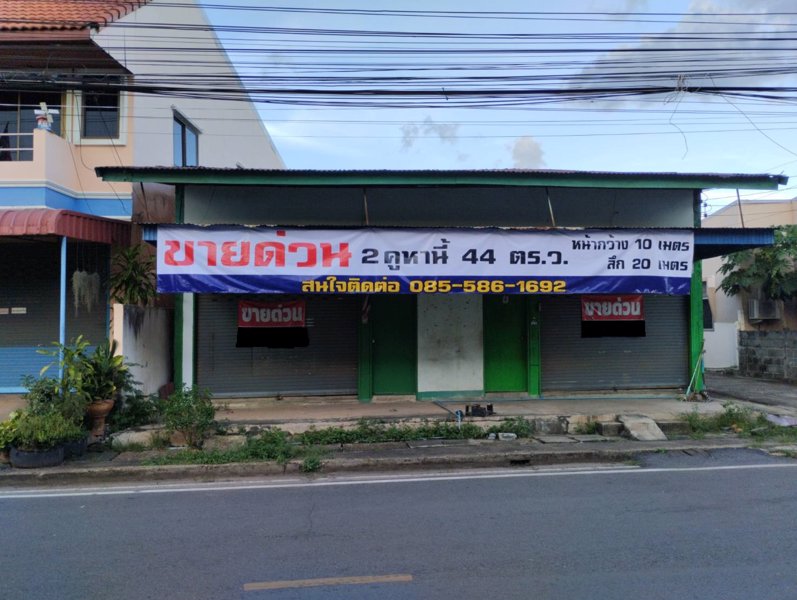 ขายด่วน 2 คูหานี้ 44 ตร.ว. หน้ากว้าง 10 เมตร
สึก 20 เมตร
สนใจติดต่อ 085-586-1692
ขายด่วน
ขายด่วน